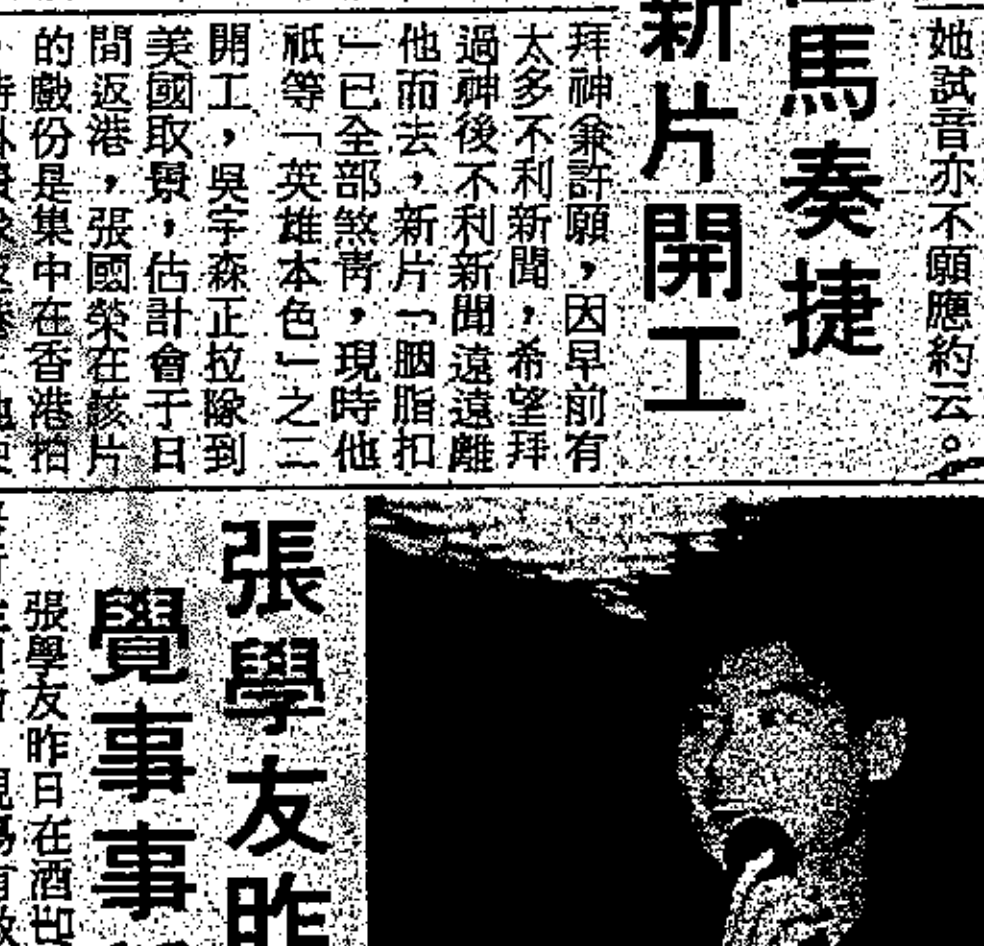 她試音亦不願應約云。
馬奏捷
新片開工
拜神兼許願,因早前有
太多不利新聞,希望拜
過神後不利新聞遠遠離
他而去,新片「胭脂扣
」已全部煞青,現時他
祇等「英雄本色」之二
開工,吳宇森正拉隊到
美國取景,估計會于日
間返港,張國榮在該片
的戲份是集中在香港拍
張學友昨
覺事事
張學友昨日在酒